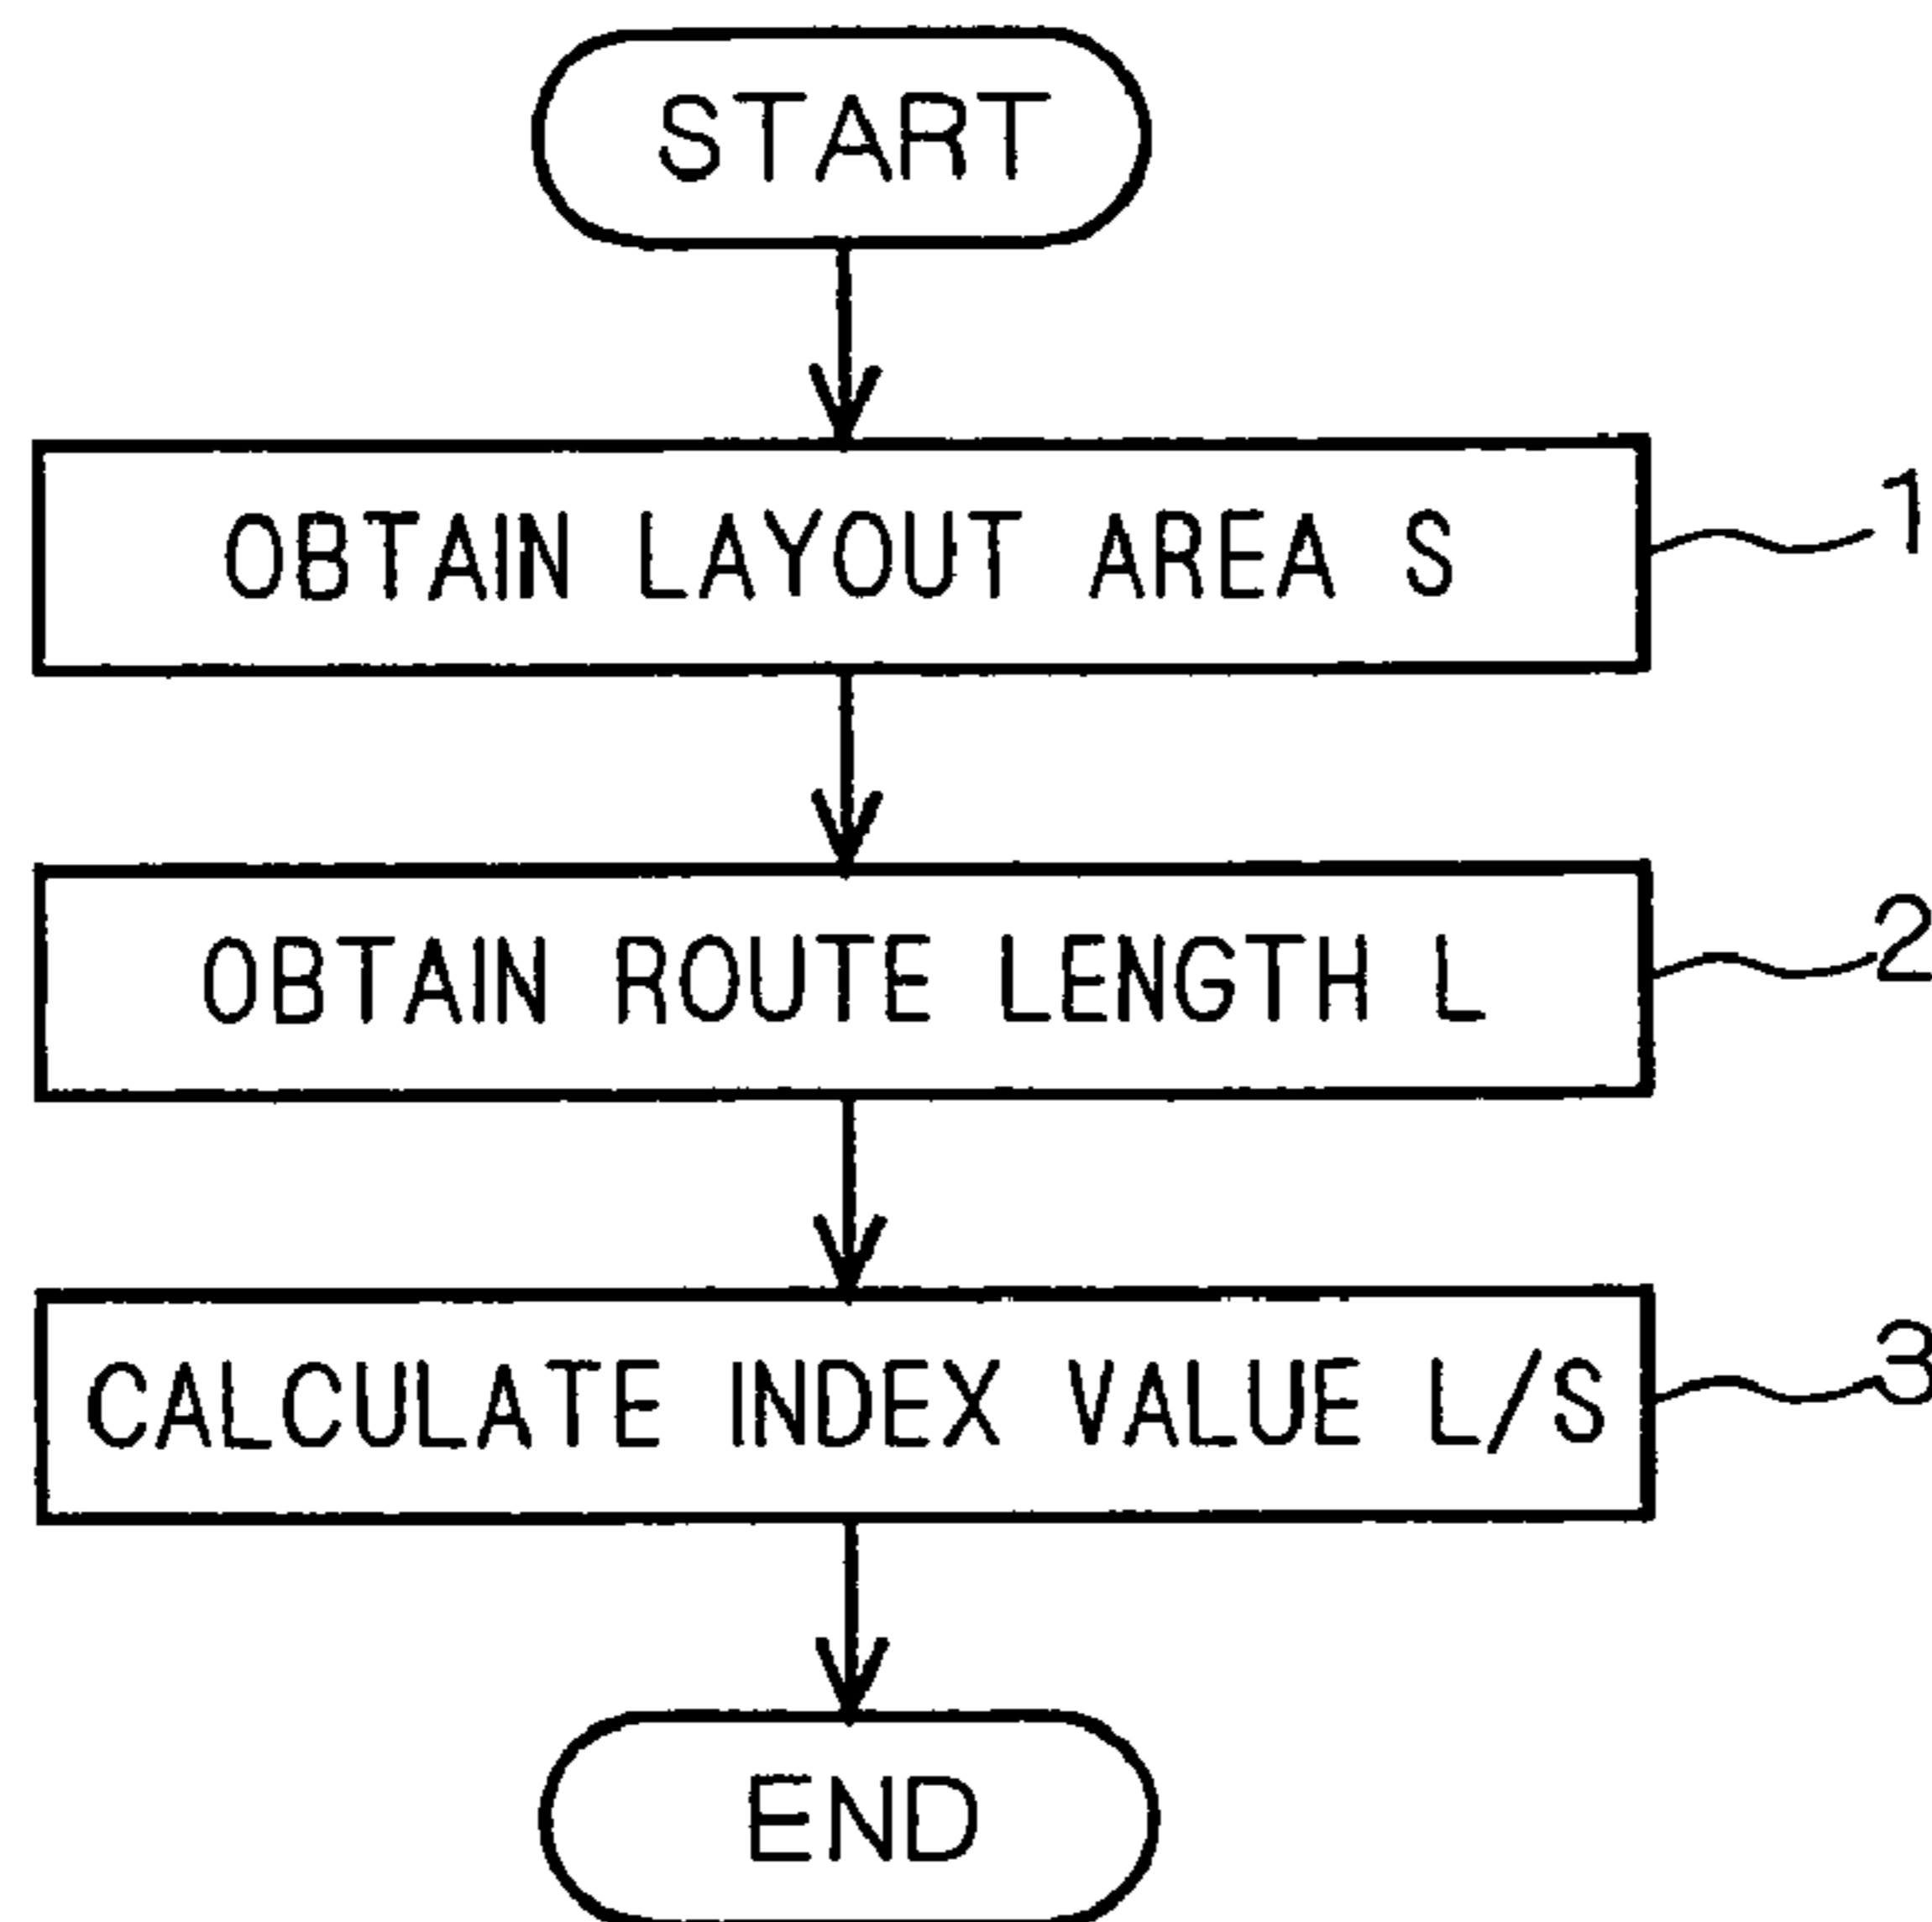 START
OBTAIN LAYOUT AREA S
1
OBTAIN ROUTE LENGTH L
2
CALCULATE INDEX VALUE L/S
3
END